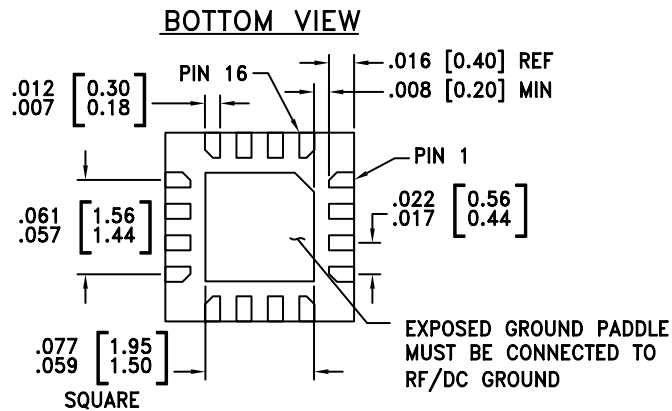 BOTTOM VIEW
.016 [0.40] REF
.012 [0.30]
.007 [0.18]
PIN 16
.008 [0.20] MIN
PIN 1
.022 [0.56]
.017 [0.44]
.061 [1.56]
.057 [1.44]
.077 [1.95]
.059 [1.50]
SQUARE
EXPOSED GROUND PADDLE
MUST BE CONNECTED TO
RF/DC GROUND